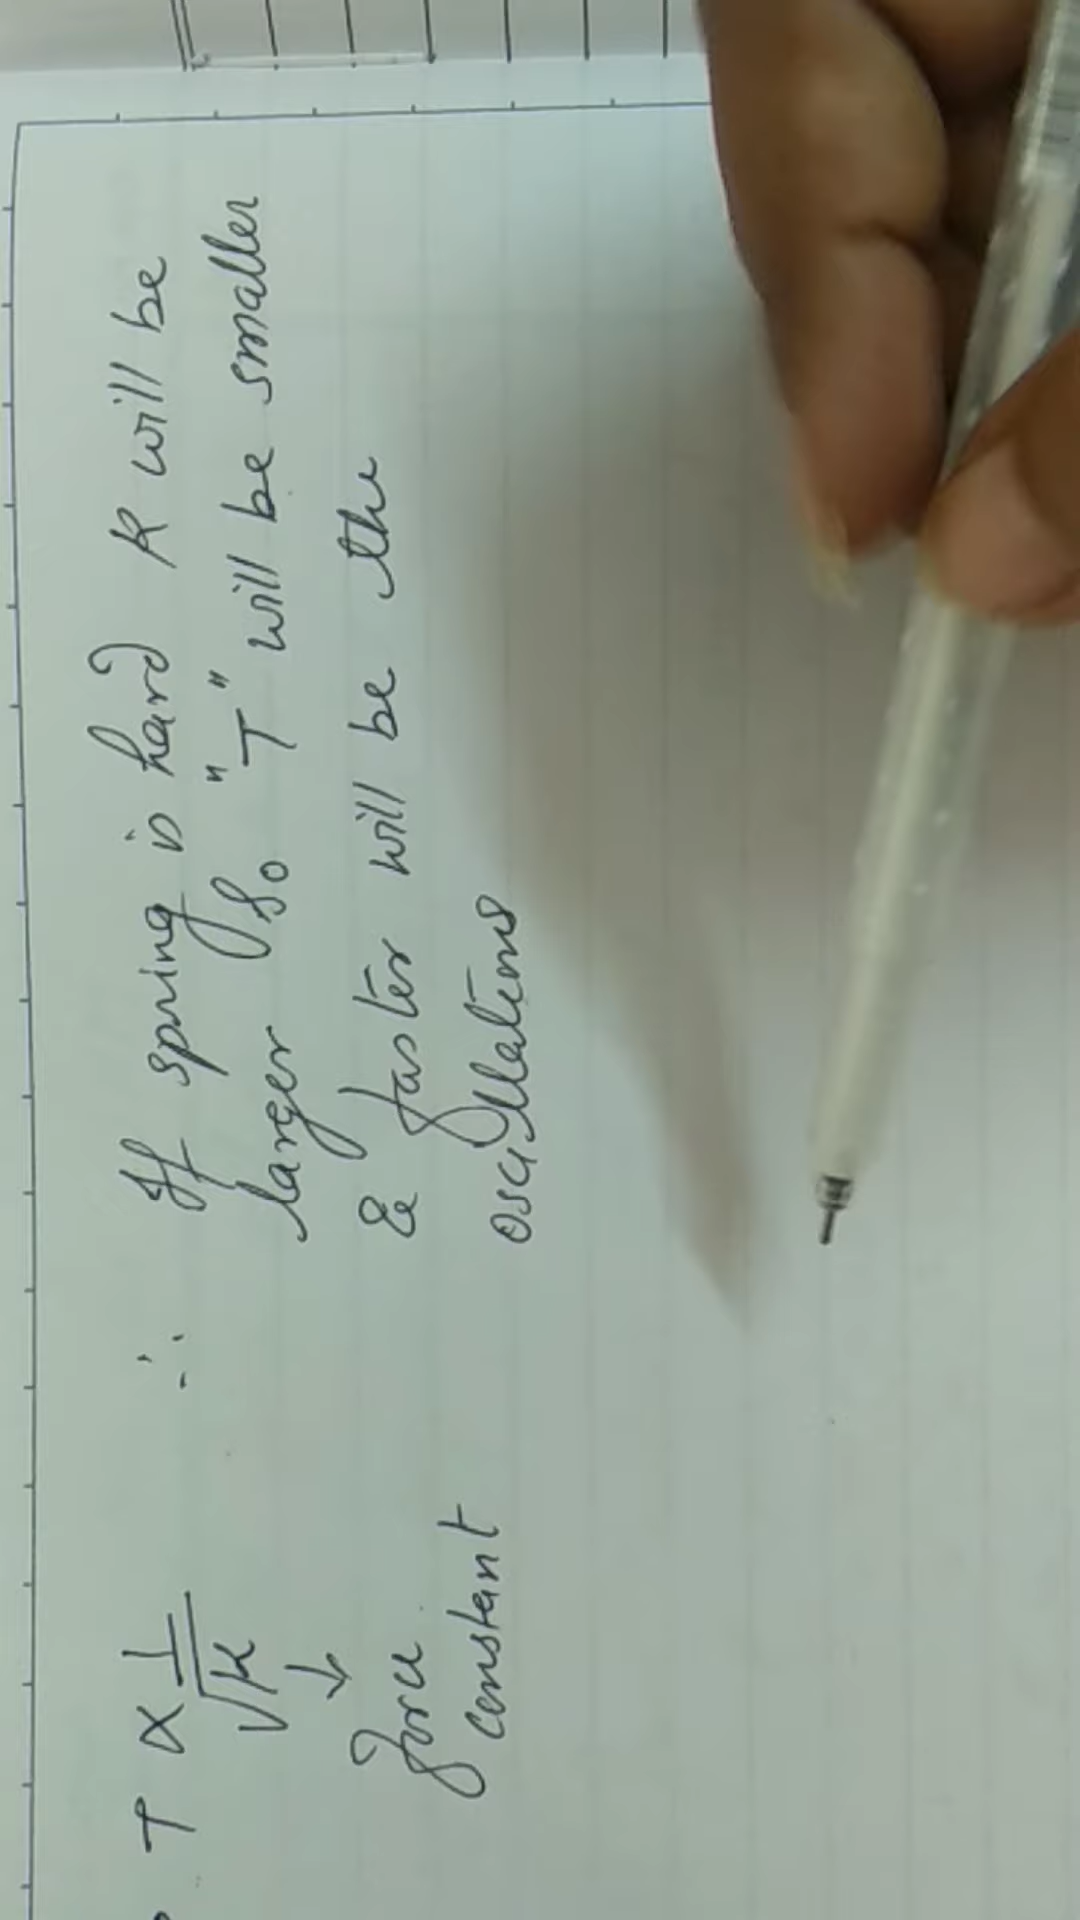 T ∝ 1/√K ∴ If spring is hard K will be
larger So "T" will be smaller
↓
force & faster will be the
constant oscillations